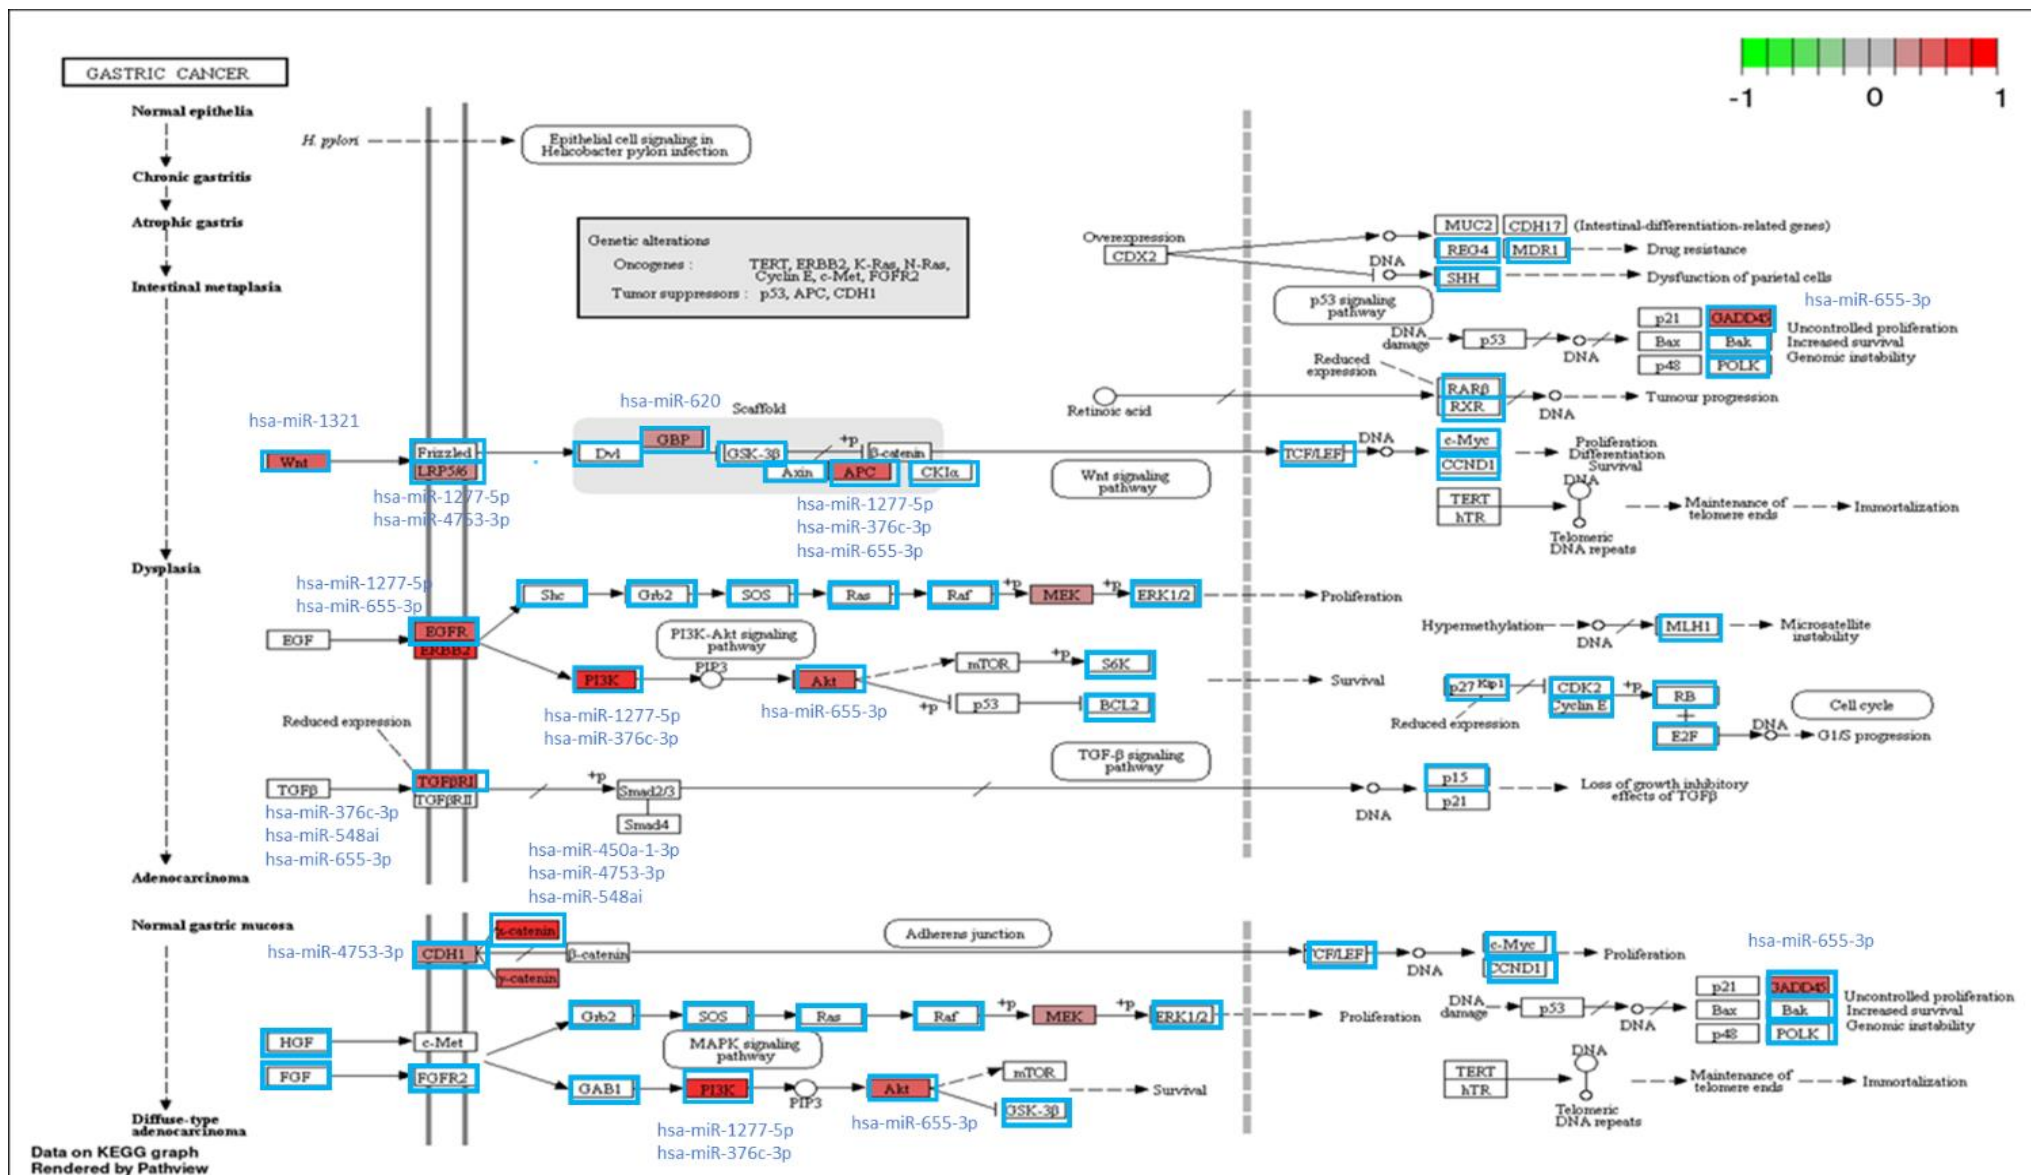 GASTRIC CANCER
-1 0 1
Normal epithelia
H. pylori
Epithelial cell signaling in
Helicobacter pylori infection
Chronic gastritis
Atrophic gastris
Intestinal metaplasia
Dysplasia
Adenocarcinoma
Genetic alterations
Oncogenes : TERT, ERBB2, K-Ras, N-Ras,
Cyclin E, c-Met, FGFR2
Tumor suppressors : p53, APC, CDH1
Overexpression
CDX2
DNA
MUC2 CDH17 (Intestinal-differentiation-related genes)
REG4 MDR1 Drug resistance
SHH Dysfunction of parietal cells
p53 signaling
pathway
hsa-miR-655-3p
DNA
damage
p53
DNA
p21 GADD45
Bax Bak
p48 POLK
Uncontrolled proliferation
Increased survival
Genomic instability
Reduced
expression
Retinoic acid
RARβ
RXR
DNA
Tumour progression
hsa-miR-1321
hsa-miR-620
Scaffold
Wnt
Frizzled
LRP5/6
hsa-miR-1277-5p
hsa-miR-4753-3p
Dvl
GBP
GSK-3β
+p
β-catenin
Axin
APC
CKIα
hsa-miR-1277-5p
hsa-miR-376c-3p
hsa-miR-655-3p
Wnt signaling
pathway
TCF/LEF
DNA
c-Myc
CCND1
Proliferation
Differentiation
Survival
TERT
hTR
DNA
Telomeric
DNA repeats
Maintenance of
telomere ends
Immortalization
hsa-miR-1277-5p
hsa-miR-655-3p
EGF
EGFR
ERBB2
Shc
Grb2
SOS
Ras
Raf
+p
MEK
+p
ERK1/2
Proliferation
PI3K-Akt signaling
pathway
PI3K
PIP3
Akt
mTOR
+p
S6K
+p
p53
BCL2
Survival
hsa-miR-1277-5p
hsa-miR-376c-3p
hsa-miR-655-3p
Hypermethylation
DNA
MLH1
Microsatellite
instability
p27 Kip1
Reduced expression
CDK2
Cyclin E
+p
RB
E2F
DNA
Cell cycle
G1/S progression
Reduced expression
TGFβ
TGFβRI
TGFβRII
+p
Smad2/3
Smad4
TGF-β signaling
pathway
DNA
p15
p21
Loss of growth inhibitory
effects of TGFβ
hsa-miR-376c-3p
hsa-miR-548ai
hsa-miR-655-3p
hsa-miR-450a-1-3p
hsa-miR-4753-3p
hsa-miR-548ai
Normal gastric mucosa
Diffuse-type
adenocarcinoma
hsa-miR-4753-3p
CDH1
α-catenin
β-catenin
γ-catenin
Adherens junction
TCF/LEF
DNA
c-Myc
CCND1
Proliferation
hsa-miR-655-3p
DNA
damage
p53
DNA
p21 GADD45
Bax Bak
p48 POLK
Uncontrolled proliferation
Increased survival
Genomic instability
HGF
FGF
c-Met
FGFR2
Grb2
SOS
Ras
Raf
+p
MEK
+p
ERK1/2
Proliferation
MAPK signaling
pathway
GAB1
PI3K
PIP3
Akt
mTOR
GSK-3β
Survival
hsa-miR-1277-5p
hsa-miR-376c-3p
hsa-miR-655-3p
TERT
hTR
DNA
Telomeric
DNA repeats
Maintenance of
telomere ends
Immortalization
Data on KEGG graph
Rendered by Pathview